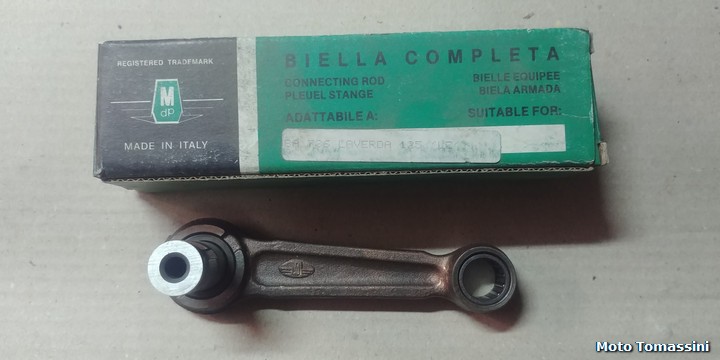 REGISTERED TRADEMARK
M
dp
MADE IN ITALY
BIELLA COMPLETA
CONNECTING ROD
PLEUEL STANGE
BIELLE EQUIPEE
BIELA ARMADA
ADATTABILE A:
SUITABLE FOR:
Moto Tomassini